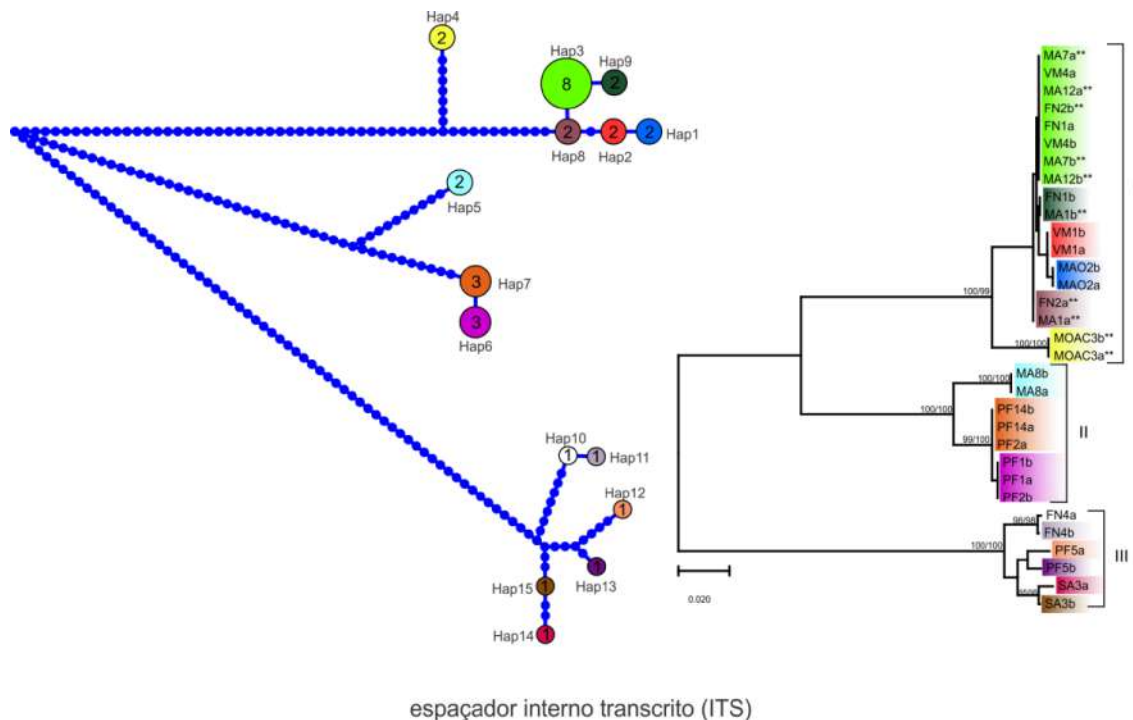 Hap4
2
Hap3
8
Hap9
2
2
Hap8
2
Hap2
2
Hap1
2
Hap5
3
Hap7
3
Hap6
Hap10
1
1
Hap11
Hap12
1
1
Hap13
Hap15
1
Hap14
1
MA7a**
VM4a
MA12a**
FN2b**
FN1a
VM4b
MA7b**
MA12b**
FN1b
MA1b**
VM1b
VM1a
MAO2b
MAO2a
FN2a**
MA1a**
MOAC3b**
MOAC3a**
100/99
100/100
MA8b
MA8a
PF14b
PF14a
PF2a
PF1b
PF1a
PF2b
100/100
100/100
99/100
II
FN4a
FN4b
PF5a
PF5b
SA3a
SA3b
100/100
III
0.020
espaçador interno transcrito (ITS)